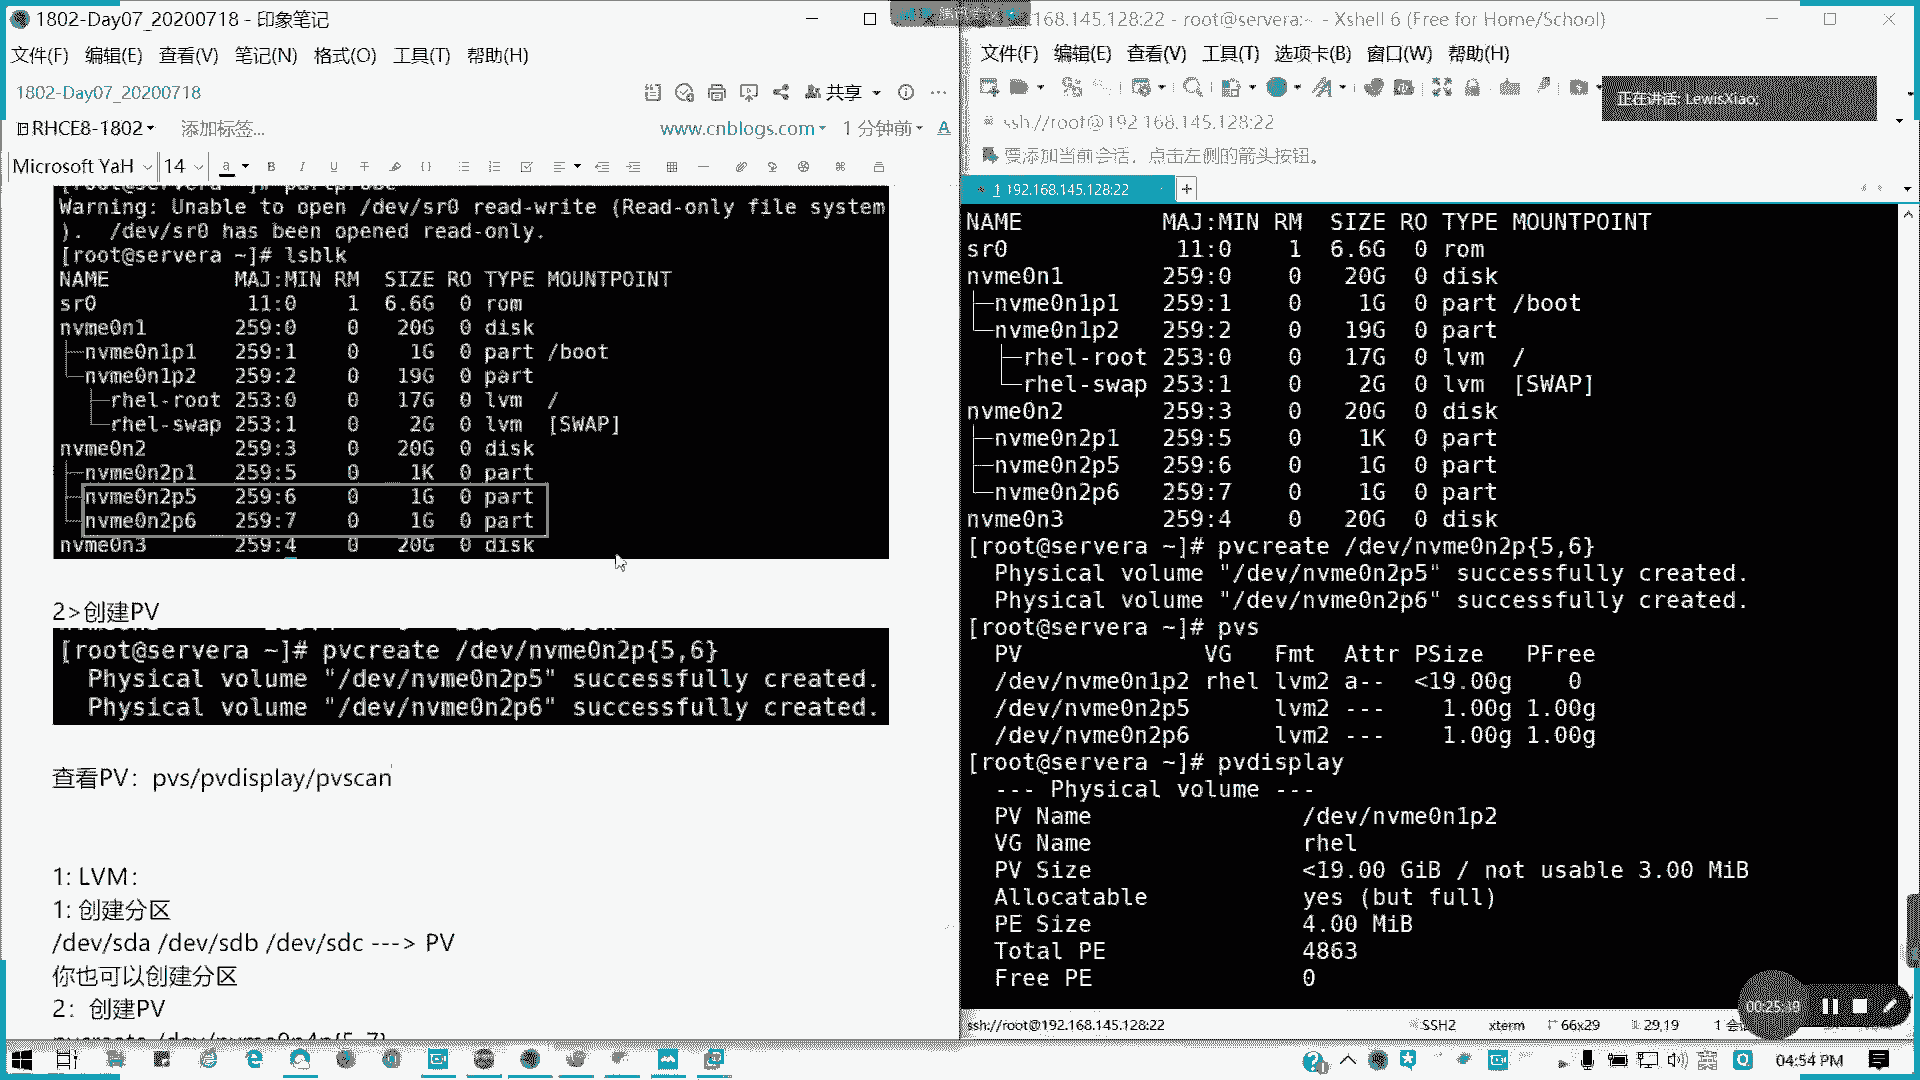 1802-Day07_20200718 - 印象笔记
文件(F) 编辑(E) 查看(V) 笔记(N) 格式(O) 工具(T) 帮助(H)
1802-Day07_20200718
共享
RHCE8-1802
添加标签...
www.cnblogs.com
1 分钟前
Microsoft YaH 14
Warning: Unable to open /dev/sr0 read-write (Read-only file system
).  /dev/sr0 has been opened read-only.
[root@servera ~]# lsblk
NAME MAJ:MIN RM SIZE RO TYPE MOUNTPOINT
sr0 11:0 1 6.6G 0 rom
nvme0n1 259:0 0 20G 0 disk
├─nvme0n1p1 259:1 0 1G 0 part /boot
└─nvme0n1p2 259:2 0 19G 0 part
├─rhel-root 253:0 0 17G 0 lvm /
└─rhel-swap 253:1 0 2G 0 lvm [SWAP]
nvme0n2 259:3 0 20G 0 disk
├─nvme0n2p1 259:5 0 1K 0 part
├─nvme0n2p5 259:6 0 1G 0 part
└─nvme0n2p6 259:7 0 1G 0 part
nvme0n3 259:4 0 20G 0 disk
2>创建PV
[root@servera ~]# pvcreate /dev/nvme0n2p{5,6}
Physical volume "/dev/nvme0n2p5" successfully created.
Physical volume "/dev/nvme0n2p6" successfully created.
查看PV：pvs/pvdisplay/pvscan
1: LVM：
1: 创建分区
/dev/sda /dev/sdb /dev/sdc ---> PV
你也可以创建分区
2：创建PV
168.145.128:22 - root@servera:~ - Xshell 6 (Free for Home/School)
文件(F) 编辑(E) 查看(V) 工具(T) 选项卡(B) 窗口(W) 帮助(H)
正在讲话: LewisXiao;
ssh://root@192.168.145.128:22
要添加当前会话，点击左侧的箭头按钮。
1 192.168.145.128:22
NAME MAJ:MIN RM SIZE RO TYPE MOUNTPOINT
sr0 11:0 1 6.6G 0 rom
nvme0n1 259:0 0 20G 0 disk
├─nvme0n1p1 259:1 0 1G 0 part /boot
└─nvme0n1p2 259:2 0 19G 0 part
├─rhel-root 253:0 0 17G 0 lvm /
└─rhel-swap 253:1 0 2G 0 lvm [SWAP]
nvme0n2 259:3 0 20G 0 disk
├─nvme0n2p1 259:5 0 1K 0 part
├─nvme0n2p5 259:6 0 1G 0 part
└─nvme0n2p6 259:7 0 1G 0 part
nvme0n3 259:4 0 20G 0 disk
[root@servera ~]# pvcreate /dev/nvme0n2p{5,6}
Physical volume "/dev/nvme0n2p5" successfully created.
Physical volume "/dev/nvme0n2p6" successfully created.
[root@servera ~]# pvs
PV VG Fmt Attr PSize PFree
/dev/nvme0n1p2 rhel lvm2 a-- <19.00g 0
/dev/nvme0n2p5 lvm2 --- 1.00g 1.00g
/dev/nvme0n2p6 lvm2 --- 1.00g 1.00g
[root@servera ~]# pvdisplay
--- Physical volume ---
PV Name /dev/nvme0n1p2
VG Name rhel
PV Size <19.00 GiB / not usable 3.00 MiB
Allocatable yes (but full)
PE Size 4.00 MiB
Total PE 4863
Free PE 0
ssh://root@192.168.145.128:22 SSH2 xterm 66x29 29,19
04:54 PM